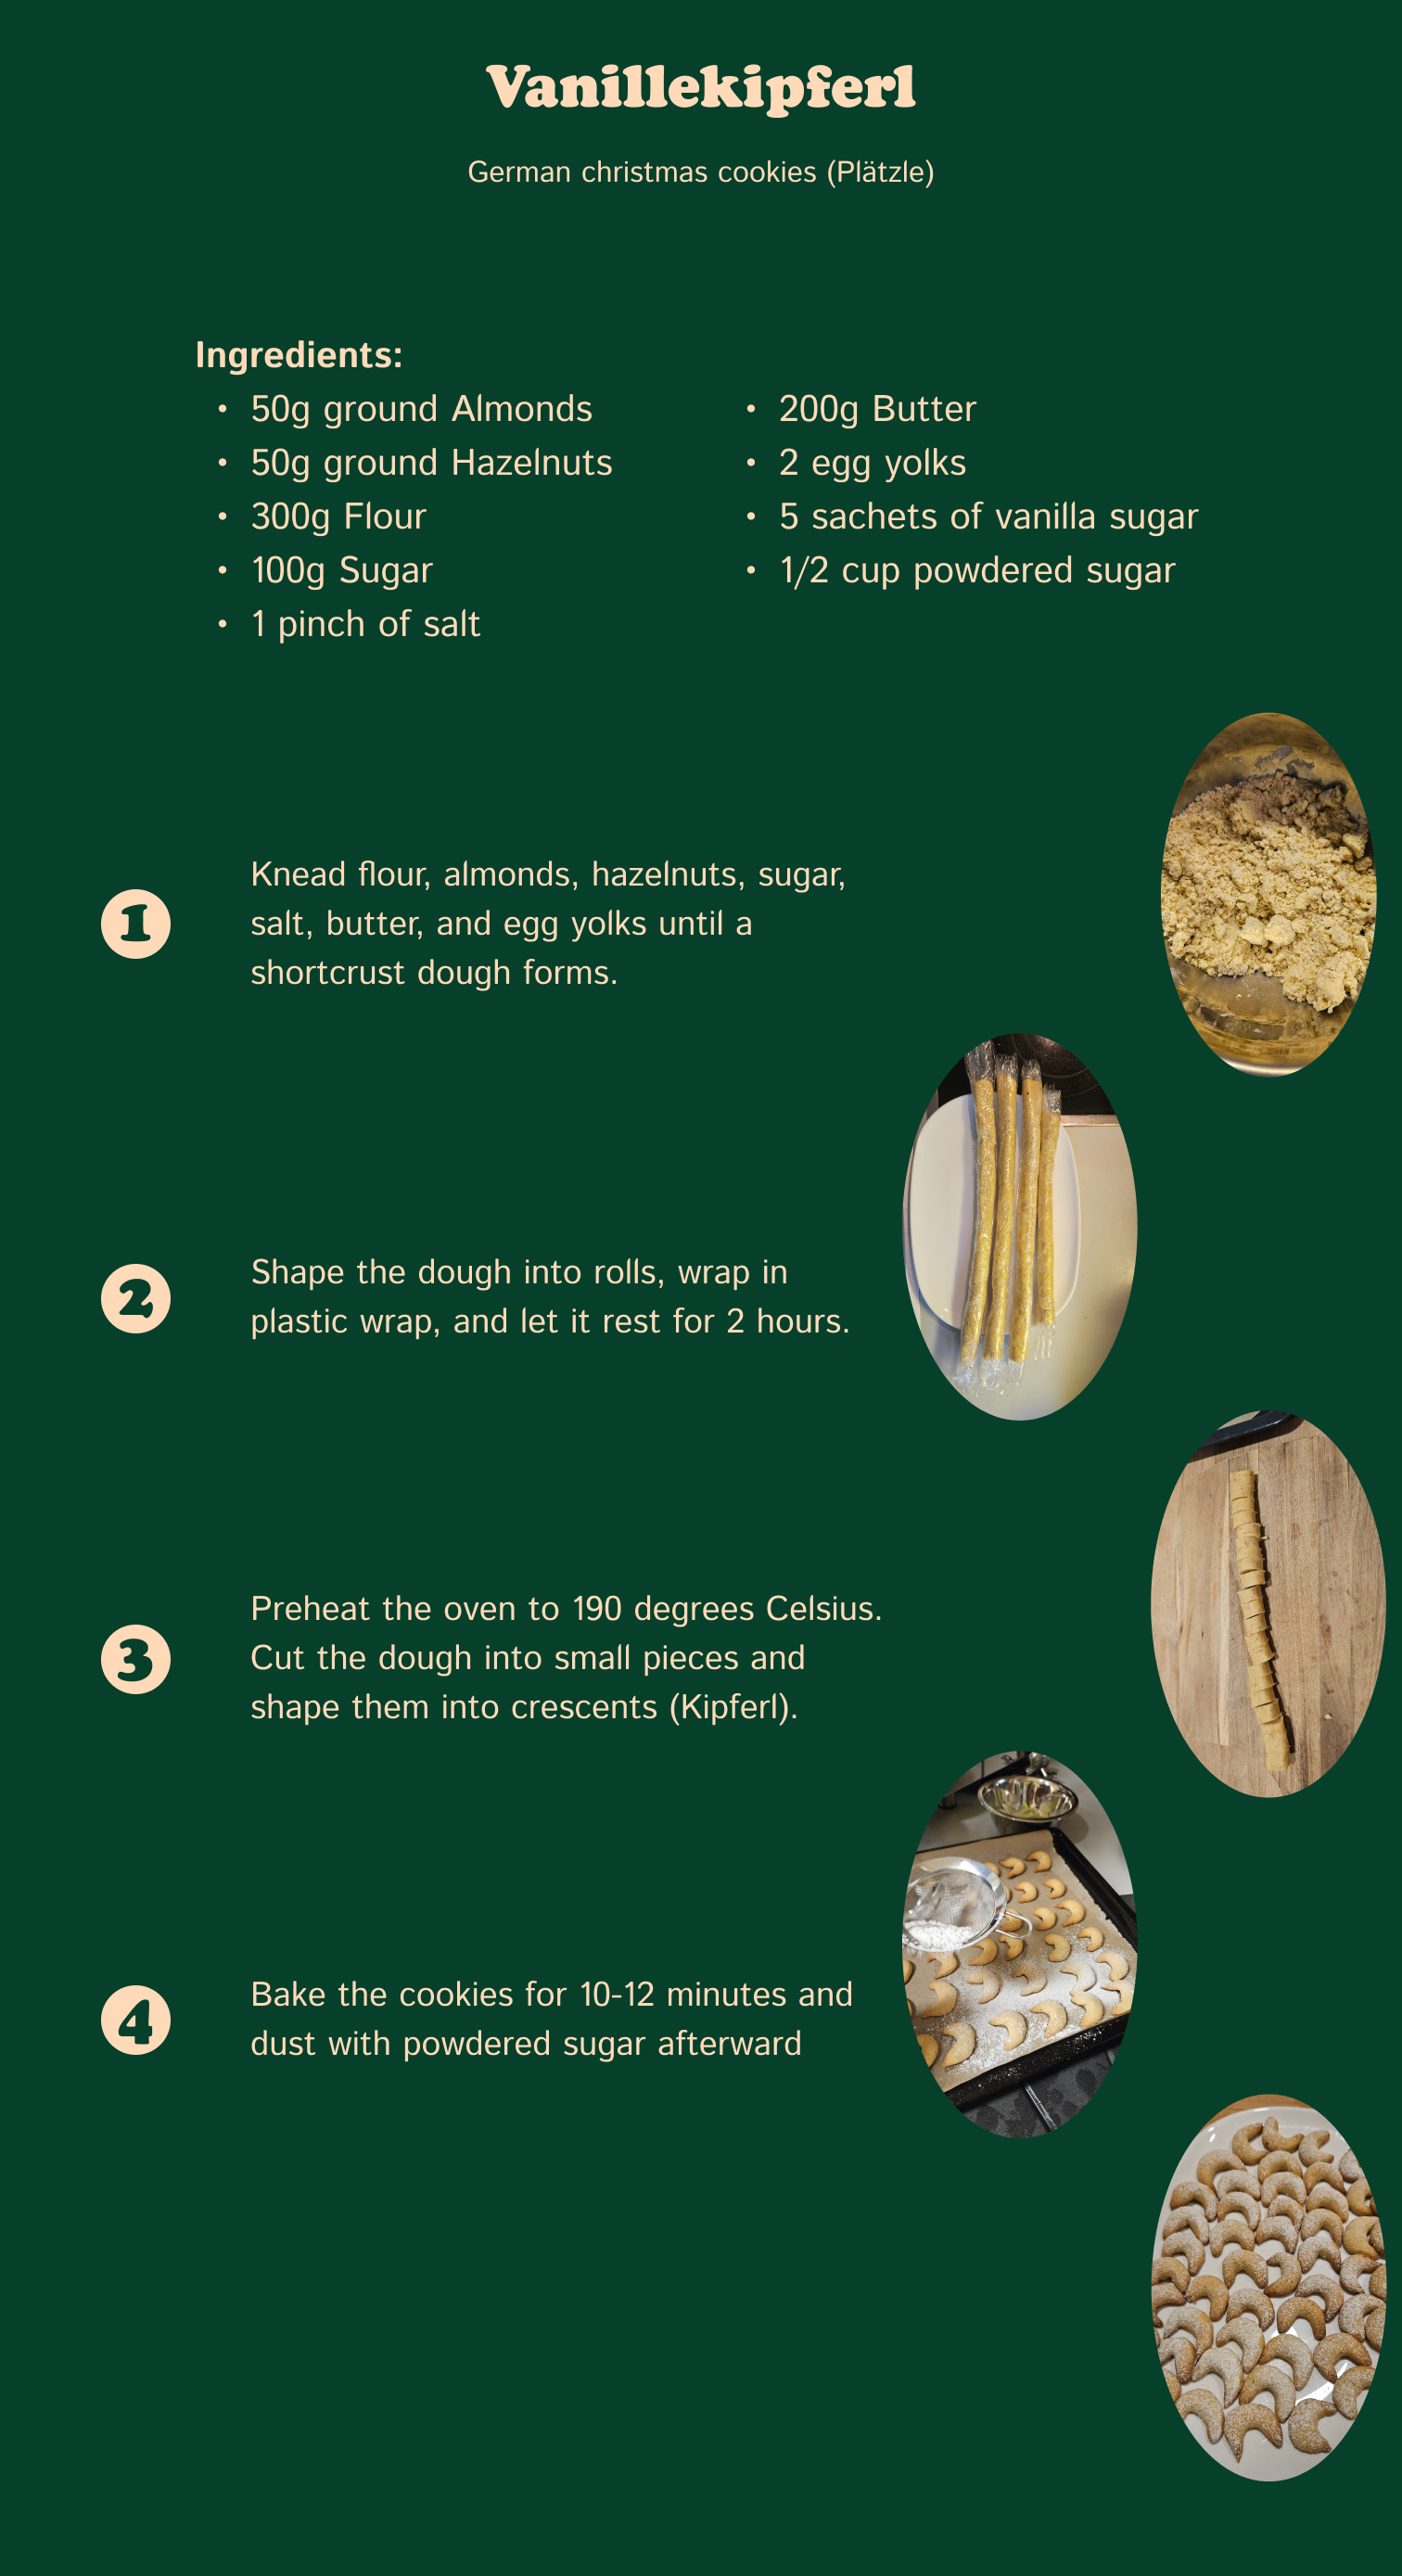 Vanillekipferl
German christmas cookies (Plätzle)
Ingredients:
• 50g ground Almonds
• 50g ground Hazelnuts
• 300g Flour
• 100g Sugar
• 1 pinch of salt
• 200g Butter
• 2 egg yolks
• 5 sachets of vanilla sugar
• 1/2 cup powdered sugar
1
Knead flour, almonds, hazelnuts, sugar,
salt, butter, and egg yolks until a
shortcrust dough forms.
2
Shape the dough into rolls, wrap in
plastic wrap, and let it rest for 2 hours.
3
Preheat the oven to 190 degrees Celsius.
Cut the dough into small pieces and
shape them into crescents (Kipferl).
4
Bake the cookies for 10-12 minutes and
dust with powdered sugar afterward